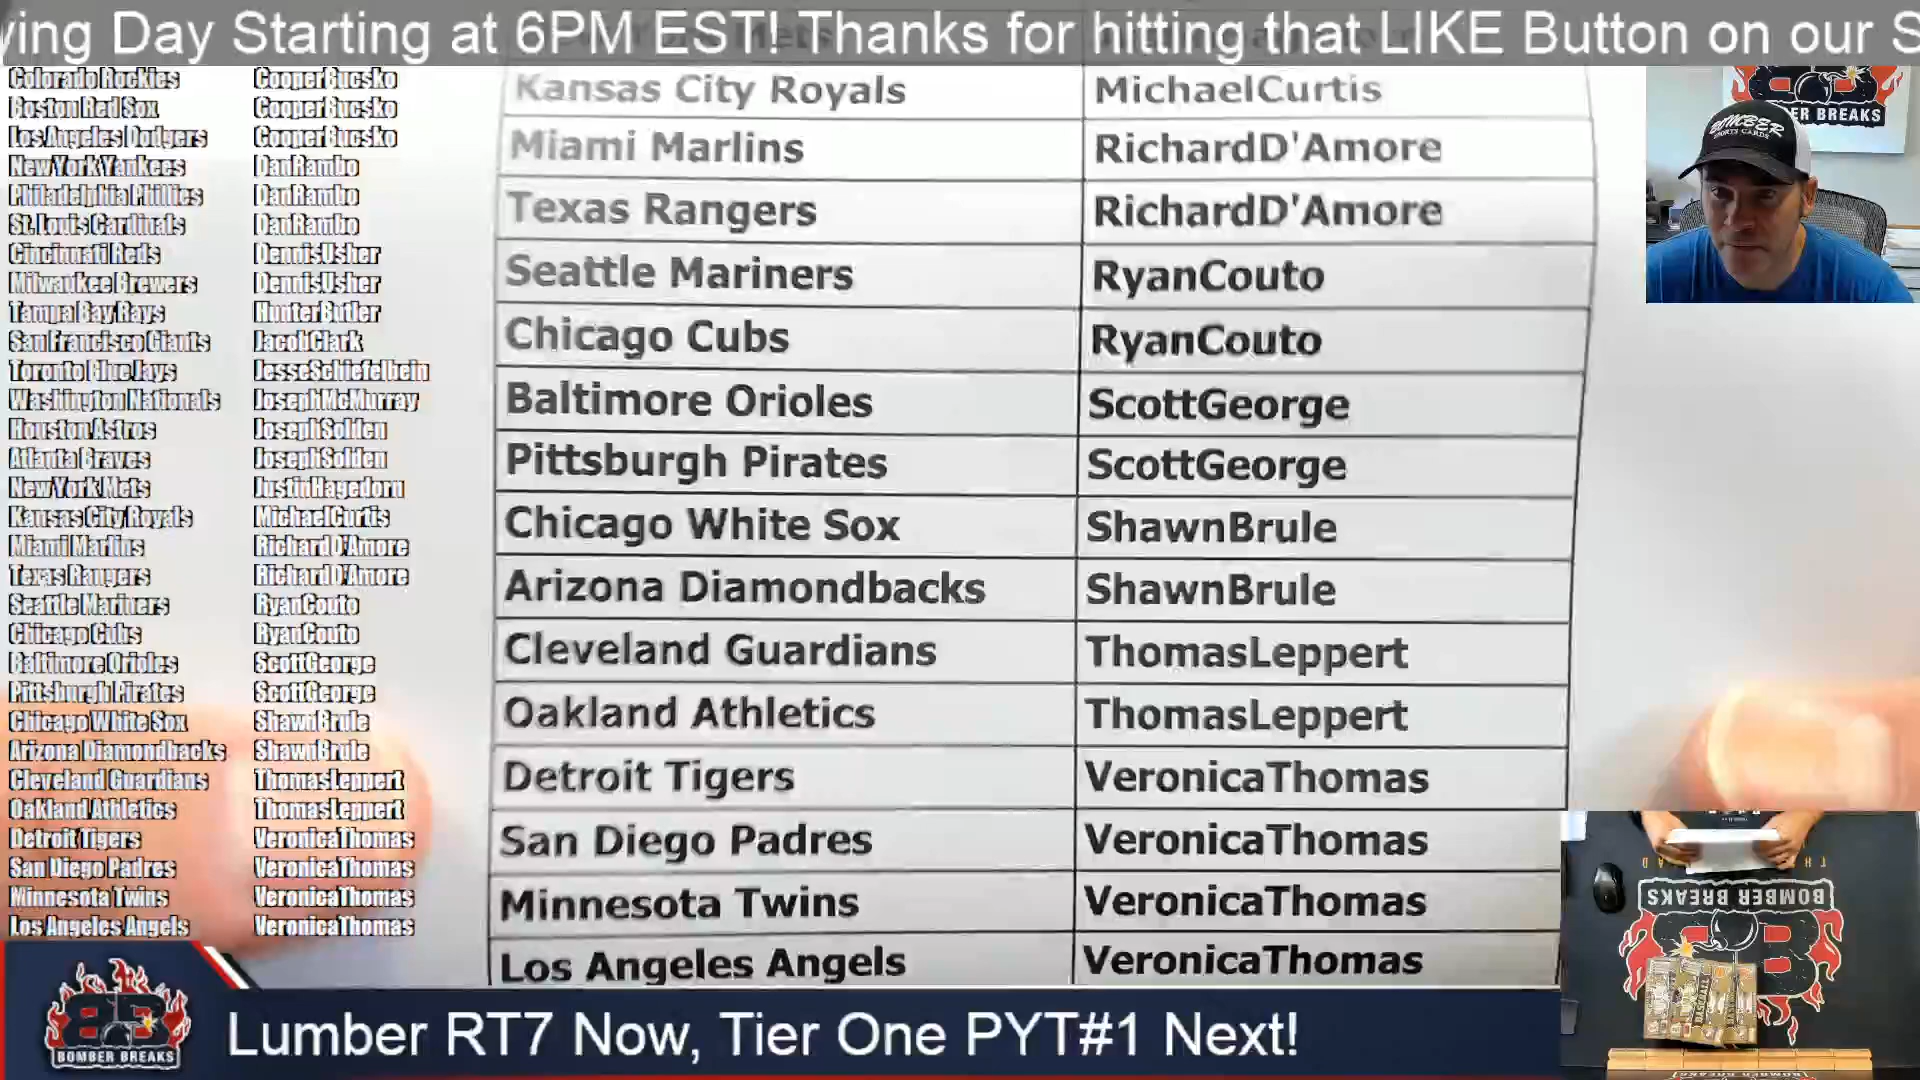 ying Day Starting at 6PM EST! Thanks for hitting that LIKE Button on our S
Colorado Rockies CooperBucsko
Boston Red Sox CooperBucsko
Los Angeles Dodgers CooperBucsko
New York Yankees DanRambo
Philadelphia Phillies DanRambo
St. Louis Cardinals DanRambo
Cincinnati Reds DennisUsher
Milwaukee Brewers DennisUsher
Tampa Bay Rays HunterButler
San Francisco Giants JacobClark
Toronto Blue Jays JesseSchiefelbein
Washington Nationals JosephMcMurray
Houston Astros JosephSolden
Atlanta Braves JosephSolden
New York Mets JustinHagedorn
Kansas City Royals MichaelCurtis
Miami Marlins RichardD'Amore
Texas Rangers RichardD'Amore
Seattle Mariners RyanCouto
Chicago Cubs RyanCouto
Baltimore Orioles ScottGeorge
Pittsburgh Pirates ScottGeorge
Chicago White Sox ShawnBrule
Arizona Diamondbacks ShawnBrule
Cleveland Guardians ThomasLeppert
Oakland Athletics ThomasLeppert
Detroit Tigers VeronicaThomas
San Diego Padres VeronicaThomas
Minnesota Twins VeronicaThomas
Los Angeles Angels VeronicaThomas
Kansas City Royals MichaelCurtis
Miami Marlins RichardD'Amore
Texas Rangers RichardD'Amore
Seattle Mariners RyanCouto
Chicago Cubs RyanCouto
Baltimore Orioles ScottGeorge
Pittsburgh Pirates ScottGeorge
Chicago White Sox ShawnBrule
Arizona Diamondbacks ShawnBrule
Cleveland Guardians ThomasLeppert
Oakland Athletics ThomasLeppert
Detroit Tigers VeronicaThomas
San Diego Padres VeronicaThomas
Minnesota Twins VeronicaThomas
Los Angeles Angels VeronicaThomas
BER BREAKS
BOMBER
SPORTS CARDS
BOMBER BREAKS
BASEBALL
BB
BOMBER BREAKS
Lumber RT7 Now, Tier One PYT#1 Next!